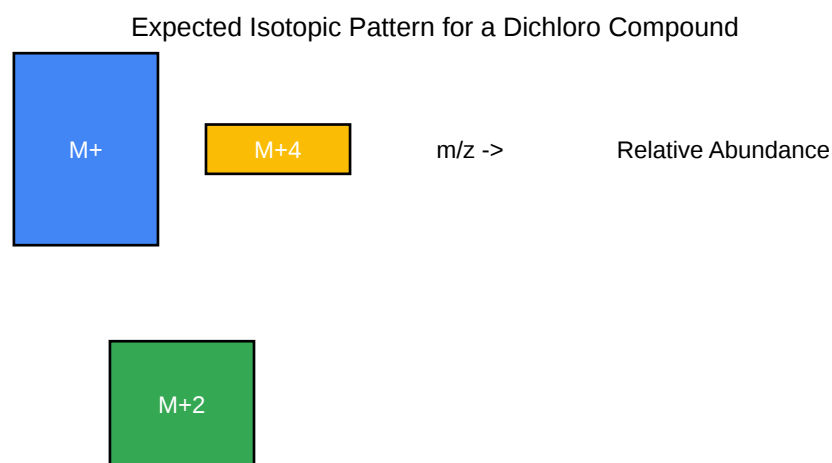 Expected Isotopic Pattern for a Dichloro Compound
M+
M+4
m/z ->
Relative Abundance
M+2